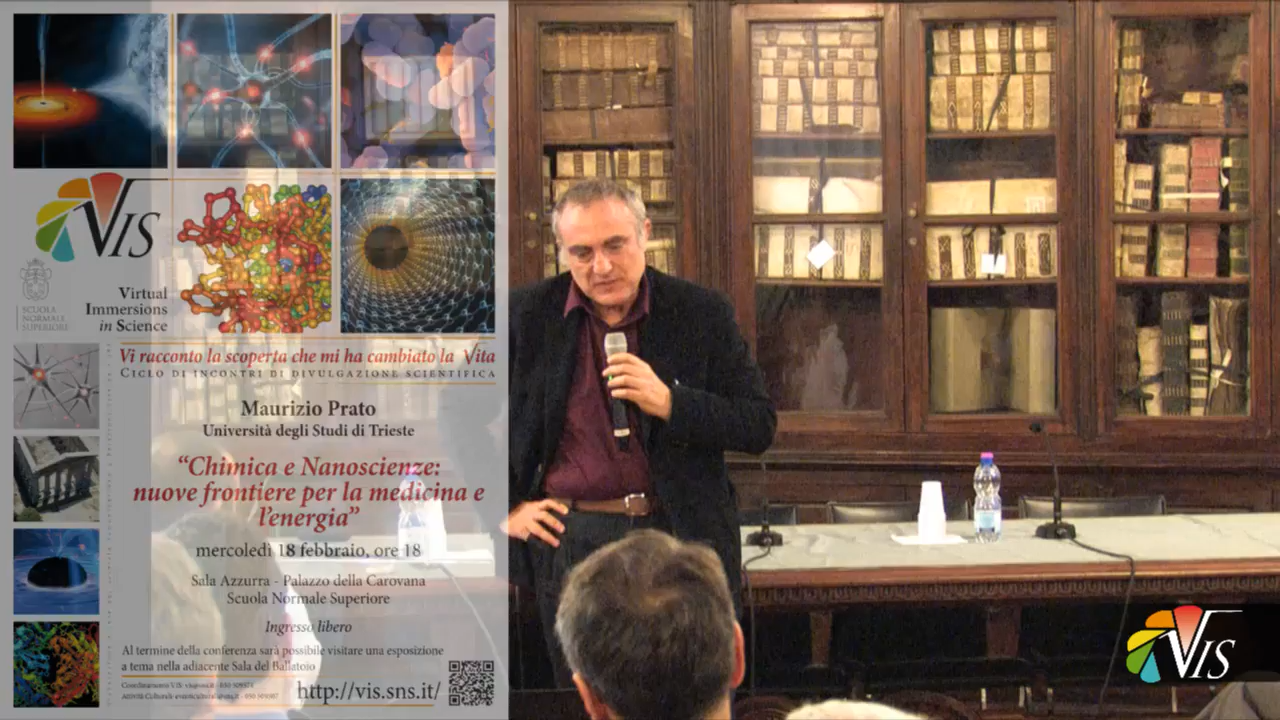 VIS
SCUOLA
NORMALE
SUPERIORE
Virtual
Immersions
in Science
Vi racconto la scoperta che mi ha cambiato la Vita
CICLO DI INCONTRI DI DIVULGAZIONE SCIENTIFICA
Maurizio Prato
Università degli Studi di Trieste
“Chimica e Nanoscienze:
nuove frontiere per la medicina e
l’energia”
mercoledì 18 febbraio, ore 18
Sala Azzurra - Palazzo della Carovana
Scuola Normale Superiore
Ingresso libero
Al termine della conferenza sarà possibile visitare una esposizione
a tema nella adiacente Sala del Ballatoio
http://vis.sns.it/
VIS